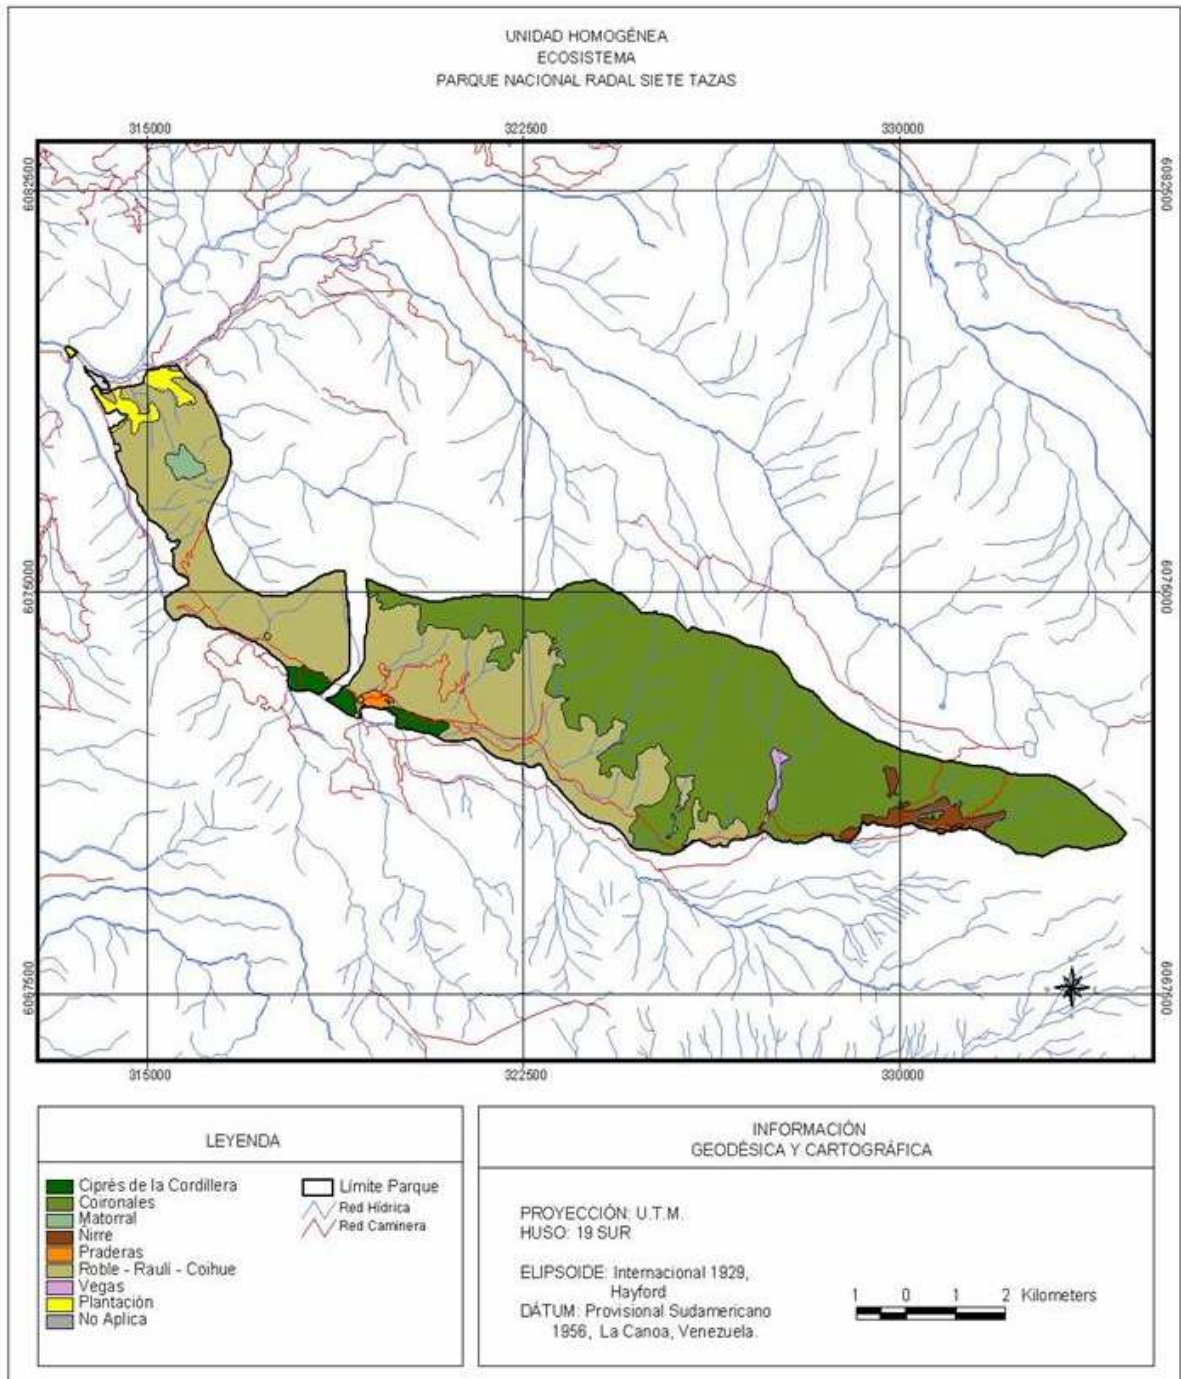 UNIDAD HOMOGÉNEA
ECOSISTEMA
PARQUE NACIONAL RADAL SIETE TAZAS
315000
322500
330000
6082500
6082500
6075000
6075000
6067500
6067500
315000
322500
330000
LEYENDA
Ciprés de la Cordillera
Coironales
Matorral
Ñirre
Praderas
Roble - Raulí - Coihue
Vegas
Plantación
No Aplica
Límite Parque
Red Hídrica
Red Caminera
INFORMACIÓN
GEODÉSICA Y CARTOGRÁFICA
PROYECCIÓN: U.T.M.
HUSO: 19 SUR
ELIPSOIDE: Internacional 1929,
Hayford
DÁTUM: Provisional Sudamericano
1956, La Canoa, Venezuela.
1 0 1 2 Kilometers